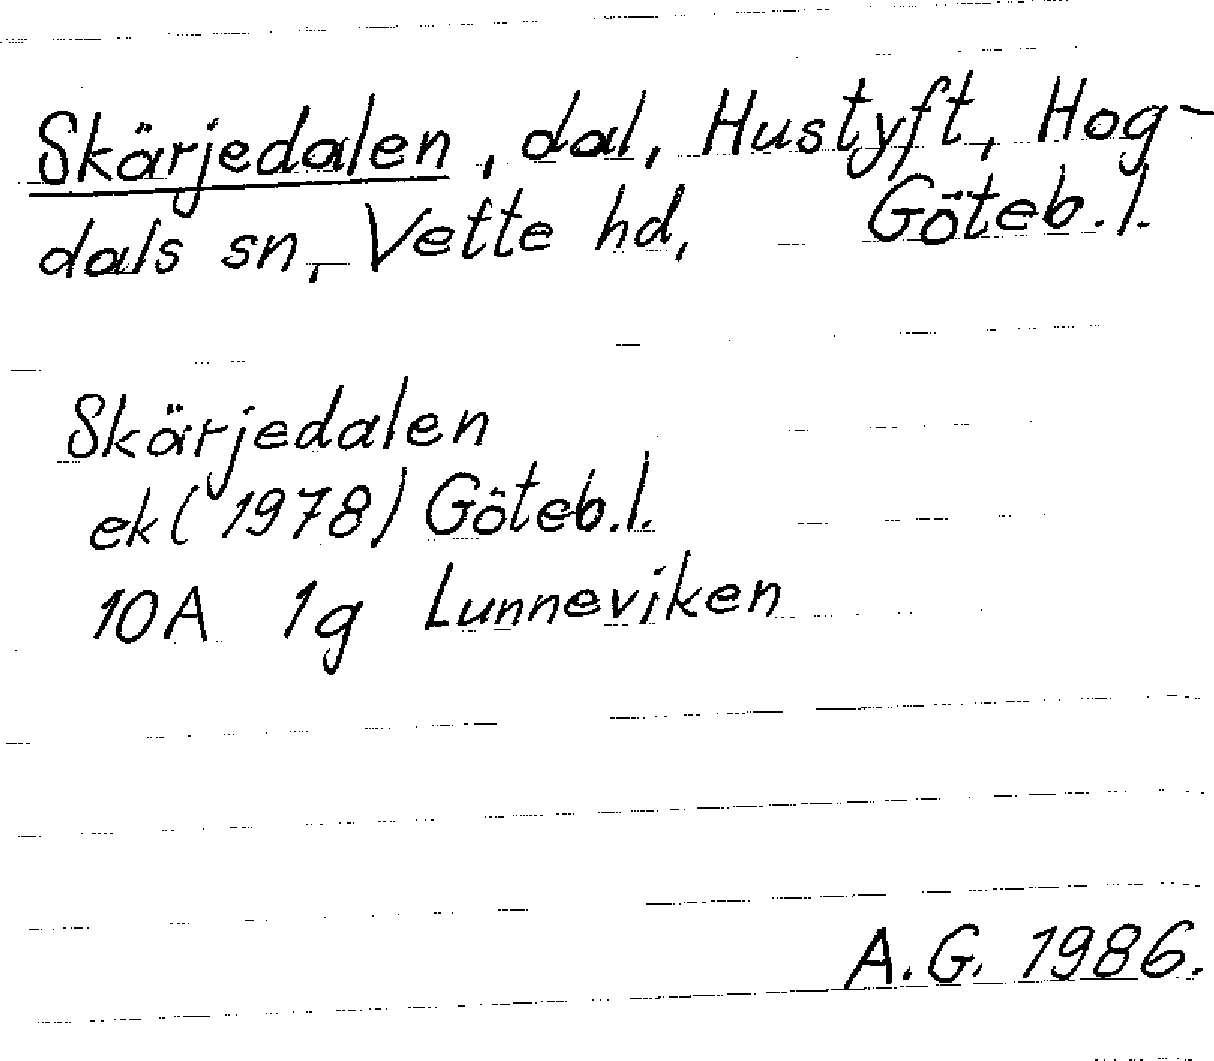 Skärjedalen, dal, Hustyft, Hog-
dals sn, Vette hd, Göteb.l.
Skärjedalen
ek(1978) Göteb.l.
10A 1g Lunneviken
A.G. 1986.